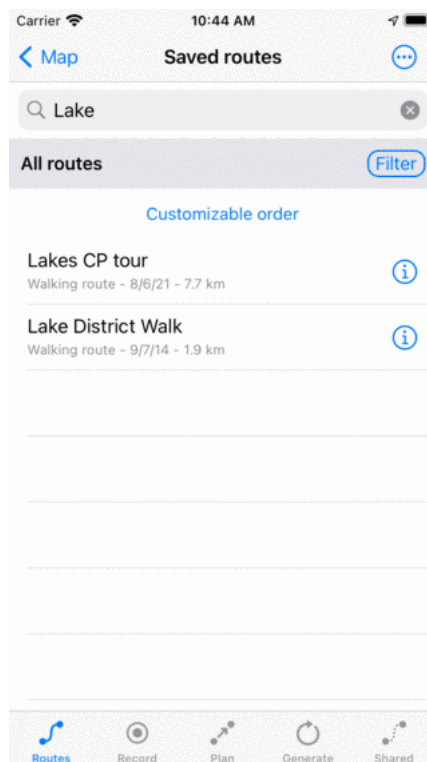 Carrier 10:44 AM
Map Saved routes
Lake
All routes Filter
Customizable order
Lakes CP tour
Walking route - 8/6/21 - 7.7 km
Lake District Walk
Walking route - 9/7/14 - 1.9 km
Routes Record Plan Generate Shared